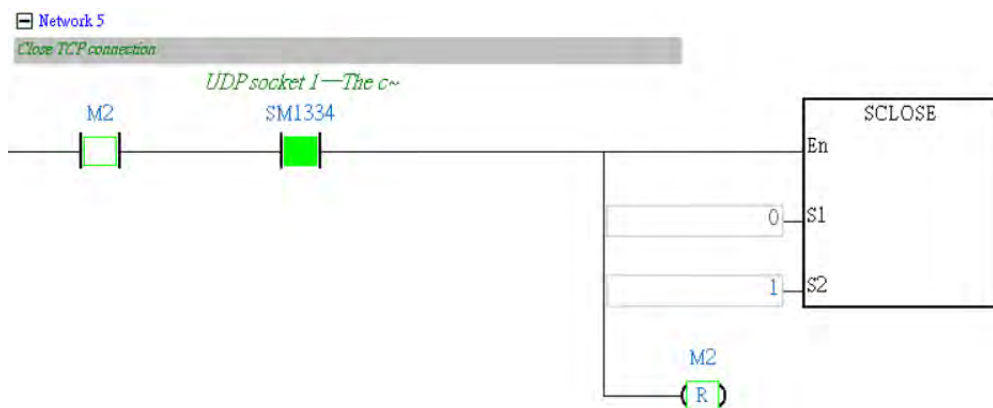 Network 5
Close TCP connection
UDP socket 1—The c~
M2
SM1334
SCLOSE
En
0
S1
1
S2
M2
R